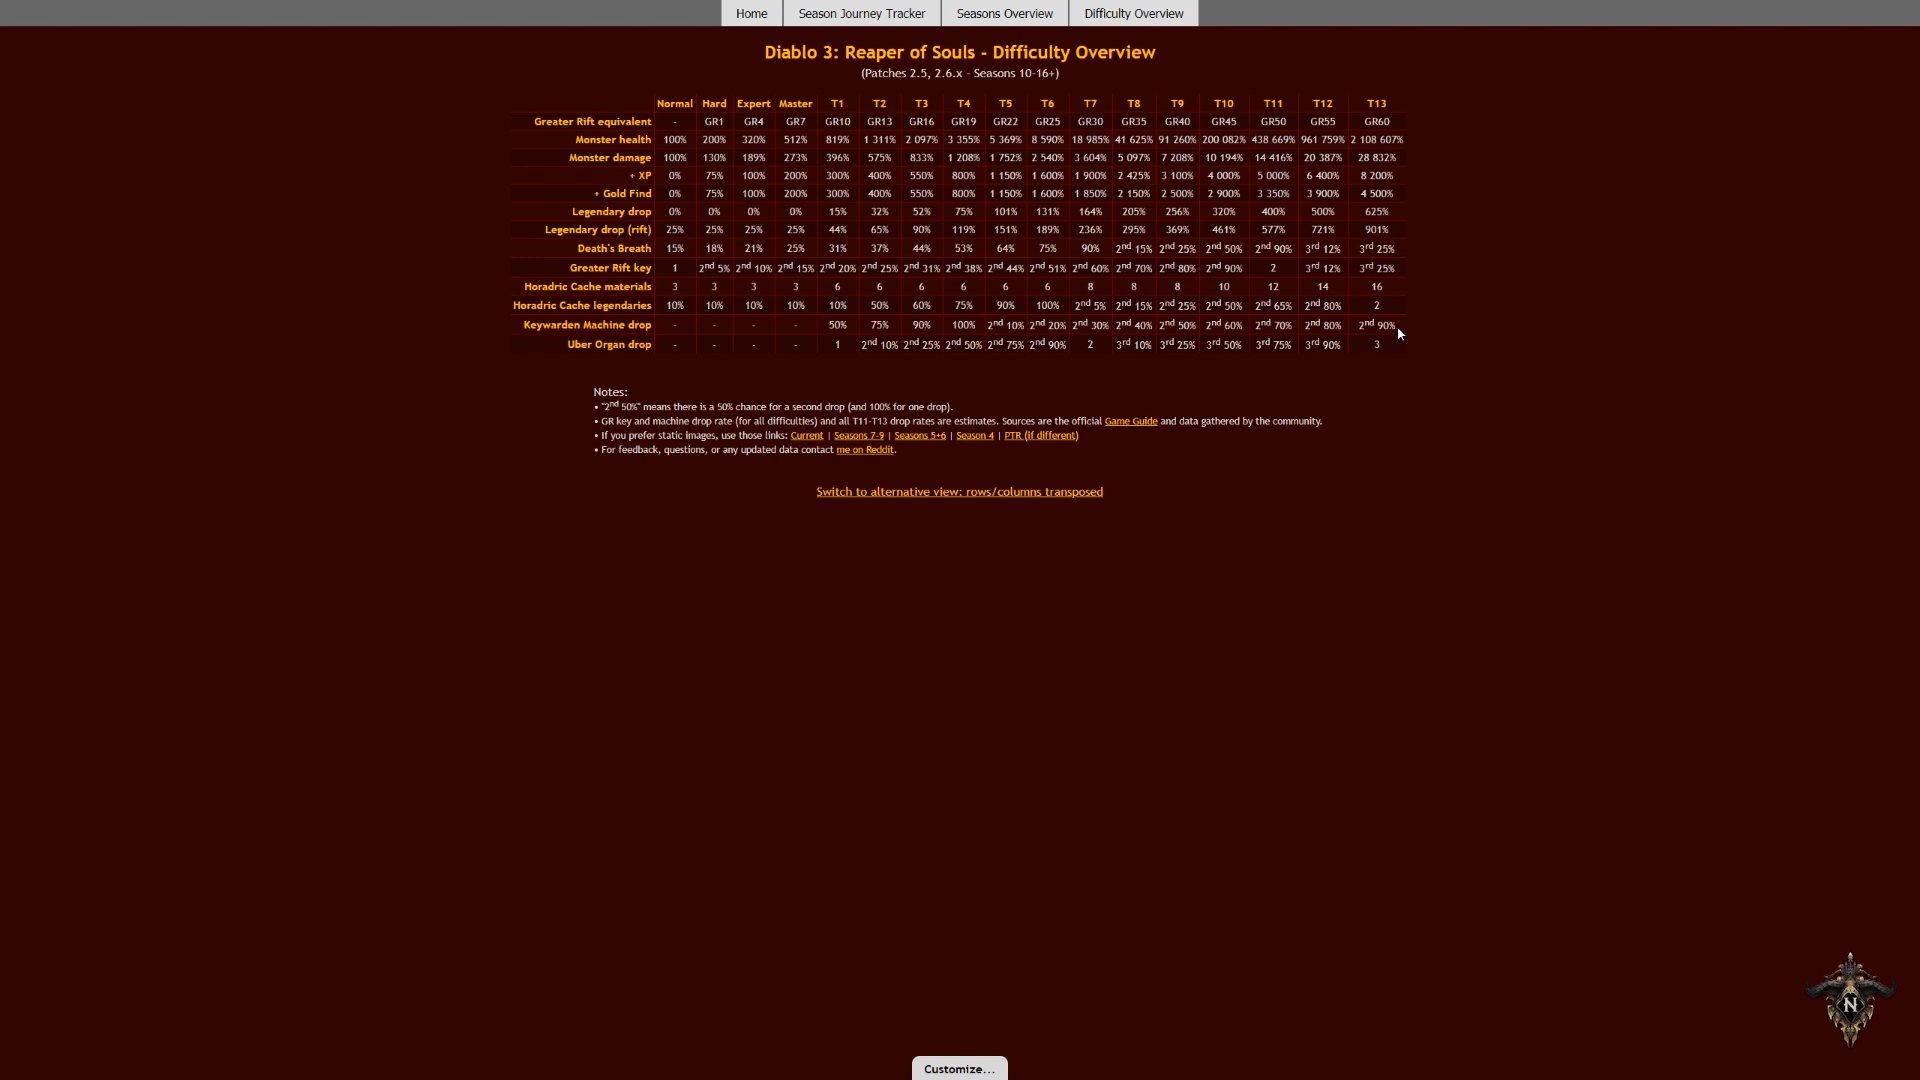 Home Season Journey Tracker Seasons Overview Difficulty Overview
Diablo 3: Reaper of Souls - Difficulty Overview
(Patches 2.5, 2.6.x - Seasons 10-16+)
Normal Hard Expert Master T1 T2 T3 T4 T5 T6 T7 T8 T9 T10 T11 T12 T13
Greater Rift equivalent - GR1 GR4 GR7 GR10 GR13 GR16 GR19 GR22 GR25 GR30 GR35 GR40 GR45 GR50 GR55 GR60
Monster health 100% 200% 320% 512% 819% 1 311% 2 097% 3 355% 5 369% 8 590% 18 985% 41 625% 91 260% 200 082% 438 669% 961 759% 2 108 607%
Monster damage 100% 130% 189% 273% 396% 575% 833% 1 208% 1 752% 2 540% 3 604% 5 097% 7 208% 10 194% 14 416% 20 387% 28 832%
+ XP 0% 75% 100% 200% 300% 400% 550% 800% 1 150% 1 600% 1 900% 2 425% 3 100% 4 000% 5 000% 6 400% 8 200%
+ Gold Find 0% 75% 100% 200% 300% 400% 550% 800% 1 150% 1 600% 1 850% 2 150% 2 500% 2 900% 3 350% 3 900% 4 500%
Legendary drop 0% 0% 0% 0% 15% 32% 52% 75% 101% 131% 164% 205% 256% 320% 400% 500% 625%
Legendary drop (rift) 25% 25% 25% 25% 44% 65% 90% 119% 151% 189% 236% 295% 369% 461% 577% 721% 901%
Death's Breath 15% 18% 21% 25% 31% 37% 44% 53% 64% 75% 90% 2nd 15% 2nd 25% 2nd 50% 2nd 90% 3rd 12% 3rd 25%
Greater Rift key 1 2nd 5% 2nd 10% 2nd 15% 2nd 20% 2nd 25% 2nd 31% 2nd 38% 2nd 44% 2nd 51% 2nd 60% 2nd 70% 2nd 80% 2nd 90% 2 3rd 12% 3rd 25%
Horadric Cache materials 3 3 3 3 6 6 6 6 6 6 8 8 8 10 12 14 16
Horadric Cache legendaries 10% 10% 10% 10% 10% 50% 60% 75% 90% 100% 2nd 5% 2nd 15% 2nd 25% 2nd 50% 2nd 65% 2nd 80% 2
Keywarden Machine drop - - - - 50% 75% 90% 100% 2nd 10% 2nd 20% 2nd 30% 2nd 40% 2nd 50% 2nd 60% 2nd 70% 2nd 80% 2nd 90%
Uber Organ drop - - - - 1 2nd 10% 2nd 25% 2nd 50% 2nd 75% 2nd 90% 2 3rd 10% 3rd 25% 3rd 50% 3rd 75% 3rd 90% 3
Notes:
• "2nd 50%" means there is a 50% chance for a second drop (and 100% for one drop).
• GR key and machine drop rate (for all difficulties) and all T11-T13 drop rates are estimates. Sources are the official Game Guide and data gathered by the community.
• If you prefer static images, use those links: Current | Seasons 7-9 | Seasons 5+6 | Season 4 | PTR (if different)
• For feedback, questions, or any updated data contact me on Reddit.
Switch to alternative view: rows/columns transposed
N
Customize...